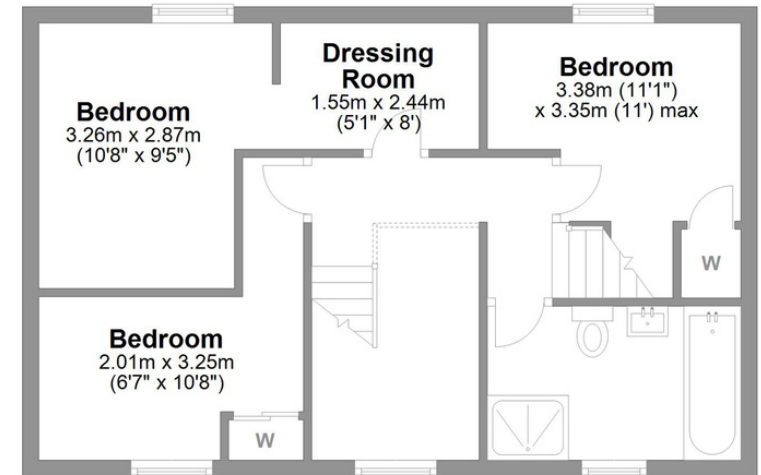 Bedroom
3.26m x 2.87m
(10'8" x 9'5")
Dressing
Room
1.55m x 2.44m
(5'1" x 8')
Bedroom
3.38m (11'1")
x 3.35m (11') max
W
Bedroom
2.01m x 3.25m
(6'7" x 10'8")
W